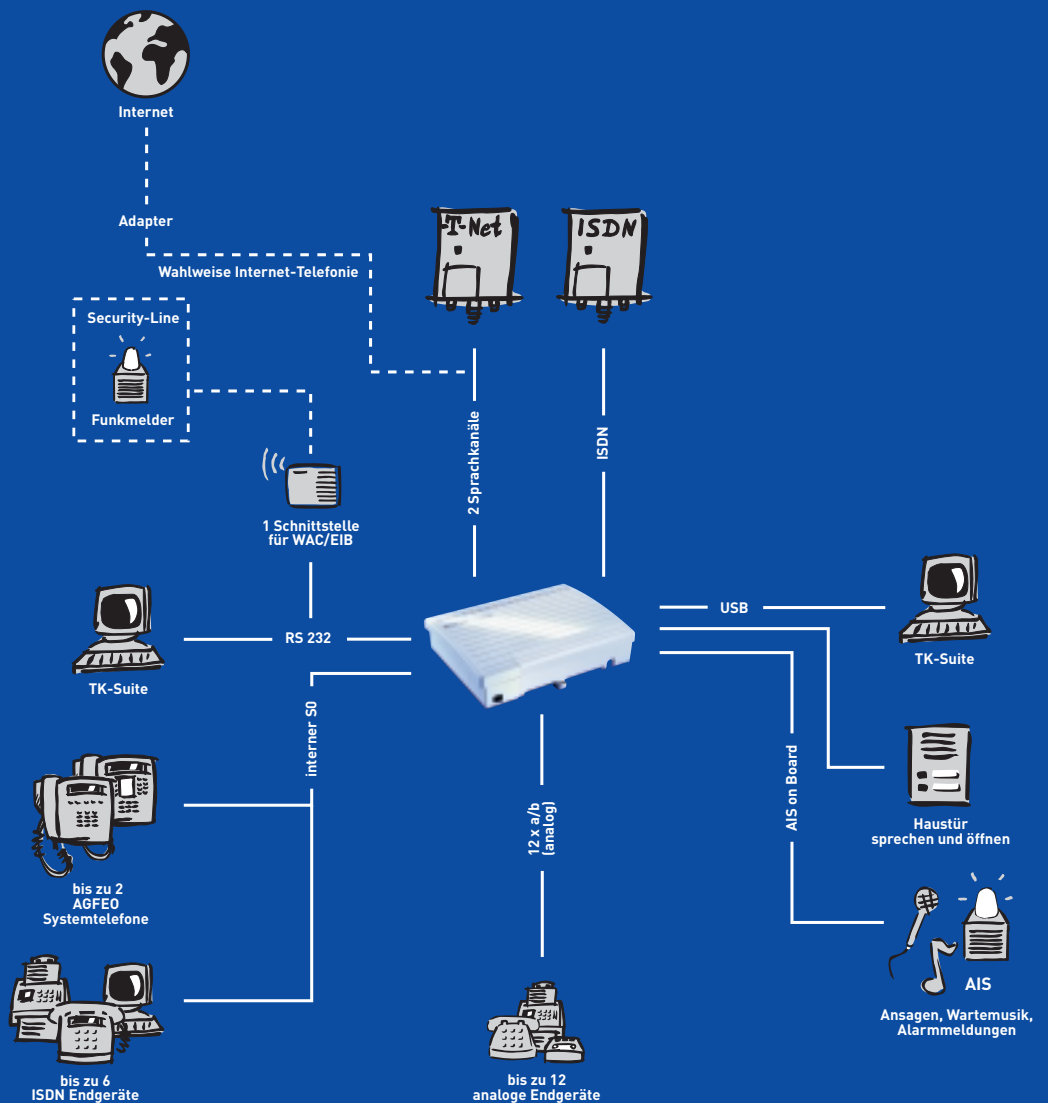 Internet
Adapter
Wahlweise Internet-Telefonie
T-Net
ISDN
Security-Line
Funkmelder
2 Sprachkanäle
ISDN
1 Schnittstelle
für WAC/EIB
TK-Suite
RS 232
USB
TK-Suite
interner S0
bis zu 2
AGFEO
Systemtelefone
12 x a/b
(analog)
AIS on Board
Haustür
sprechen und öffnen
AIS
Ansagen, Wartemusik,
Alarmmeldungen
bis zu 6
ISDN Endgeräte
bis zu 12
analoge Endgeräte